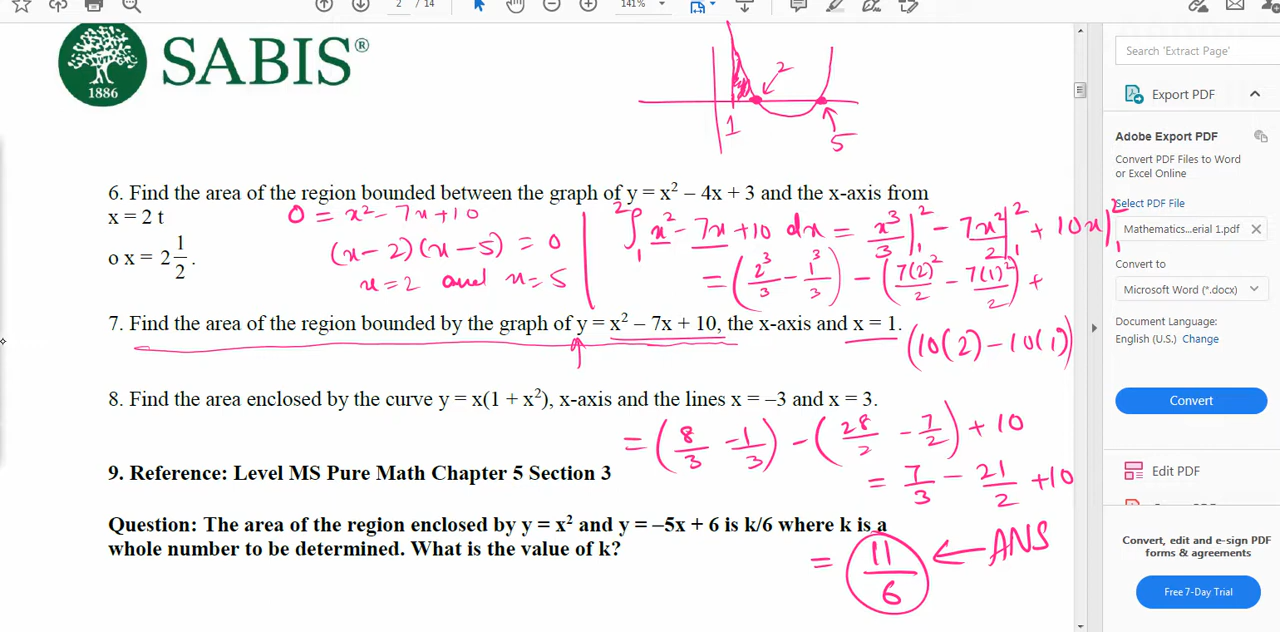 2 / 14
141%
SABIS®
1886
2
1
5
6. Find the area of the region bounded between the graph of y = x² – 4x + 3 and the x-axis from
x = 2 t
o x = 2 1/2.
0 = x² - 7x + 10
(x - 2)(x - 5) = 0
x = 2 and x = 5
∫₁² x² - 7x + 10 dx = x³/3 |₁² - 7x²/2 |₁² + 10x |₁²
= (2³/3 - 1³/3) - (7(2)²/2 - 7(1)²/2) +
(10(2) - 10(1))
7. Find the area of the region bounded by the graph of y = x² – 7x + 10, the x-axis and x = 1.
8. Find the area enclosed by the curve y = x(1 + x²), x-axis and the lines x = –3 and x = 3.
= (8/3 - 1/3) - (28/2 - 7/2) + 10
= 7/3 - 21/2 + 10
= 11/6 ← ANS
9. Reference: Level MS Pure Math Chapter 5 Section 3
Question: The area of the region enclosed by y = x² and y = –5x + 6 is k/6 where k is a
whole number to be determined. What is the value of k?
Search 'Extract Page'
Export PDF
Adobe Export PDF
Convert PDF Files to Word
or Excel Online
Select PDF File
Mathematics...erial 1.pdf
Convert to
Microsoft Word (*.docx)
Document Language:
English (U.S.) Change
Convert
Edit PDF
Convert, edit and e-sign PDF
forms & agreements
Free 7-Day Trial